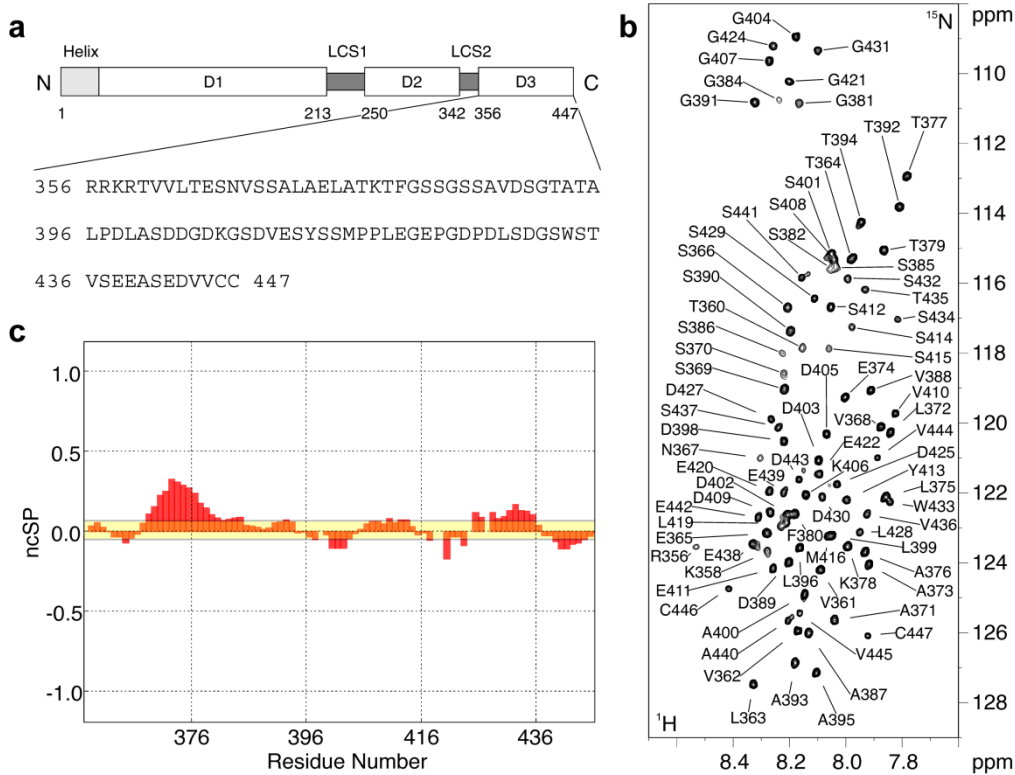 a
Helix LCS1 LCS2
N D1 D2 D3 C
1 213 250 342 356 447
356 RRKRTVVLTESNVSSALAELATKTFGSSGSSAVDSGTATA
396 LPDLASDDGDKGSDVESYSSMPPLEGEPGDPDLSDGSWST
436 VSEEASEDVVCC 447
b
15N
ppm
G404
G424
G431
G407
G384
G421
G391
G381
110
T392
T377
T394
112
T364
S401
S408
114
S441
S382
S429
T379
S366
S385
S432
116
S390
T435
S412
T360
S434
S386
S414
118
S370
S415
S369
D405
E374
V388
D427
D403
V410
120
S437
V368
L372
D398
E422
V444
N367
D443
D425
E420
E439
K406
Y413
D402
L375
122
D409
W433
E442
D430
V436
L419
F380
L428
E365
M416
L399
R356
E438
A376
124
K358
L396
K378
A373
E411
D389
V361
C446
A371
A400
C447
126
A440
V445
V362
A387
A393
L363
A395
128
1H
8.4 8.2 8.0 7.8 ppm
c
ncSP
1.0
0.5
0.0
-0.5
-1.0
376 396 416 436
Residue Number